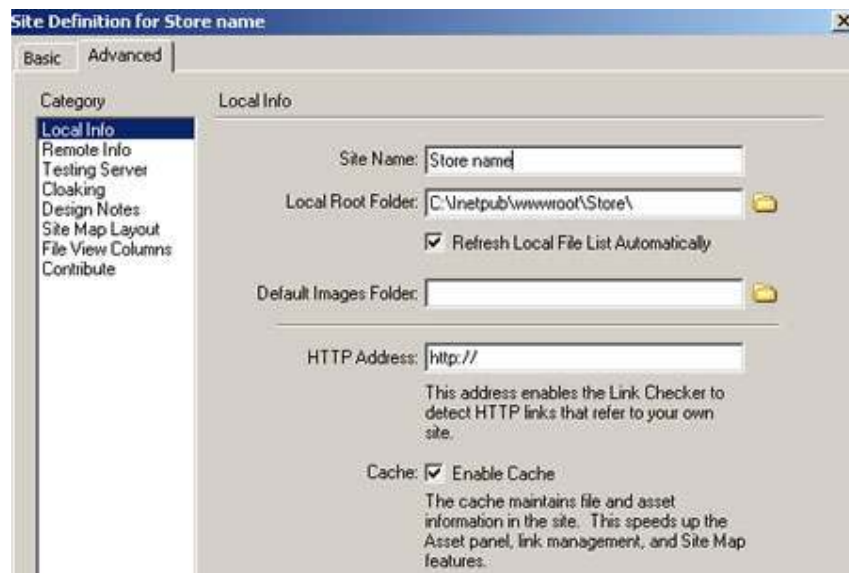 Site Definition for Store name
Basic
Advanced
Category
Local Info
Remote Info
Testing Server
Cloaking
Design Notes
Site Map Layout
File View Columns
Contribute
Local Info
Site Name: Store name
Local Root Folder: C:\Inetpub\wwwroot\Store\
Refresh Local File List Automatically
Default Images Folder:
HTTP Address: http://
This address enables the Link Checker to
detect HTTP links that refer to your own
site.
Cache: Enable Cache
The cache maintains file and asset
information in the site. This speeds up the
Asset panel, link management, and Site Map
features.